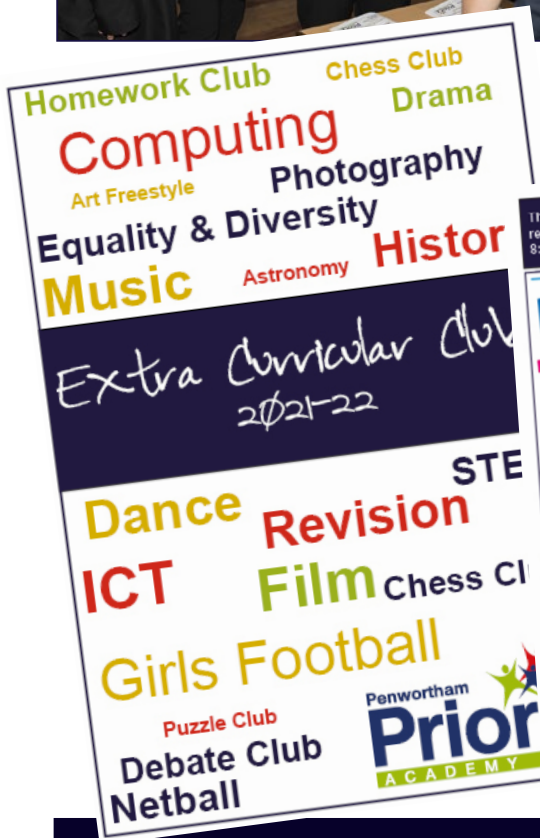 Homework Club
Chess Club
Drama
Computing
Art Freestyle
Photography
Equality & Diversity
Music
Astronomy
Histor
Extra Curricular Club
2021-22
STE
Dance
Revision
ICT
Film
Chess Cl
Girls Football
Puzzle Club
Debate Club
Netball
Penwortham
Prior
ACADEMY